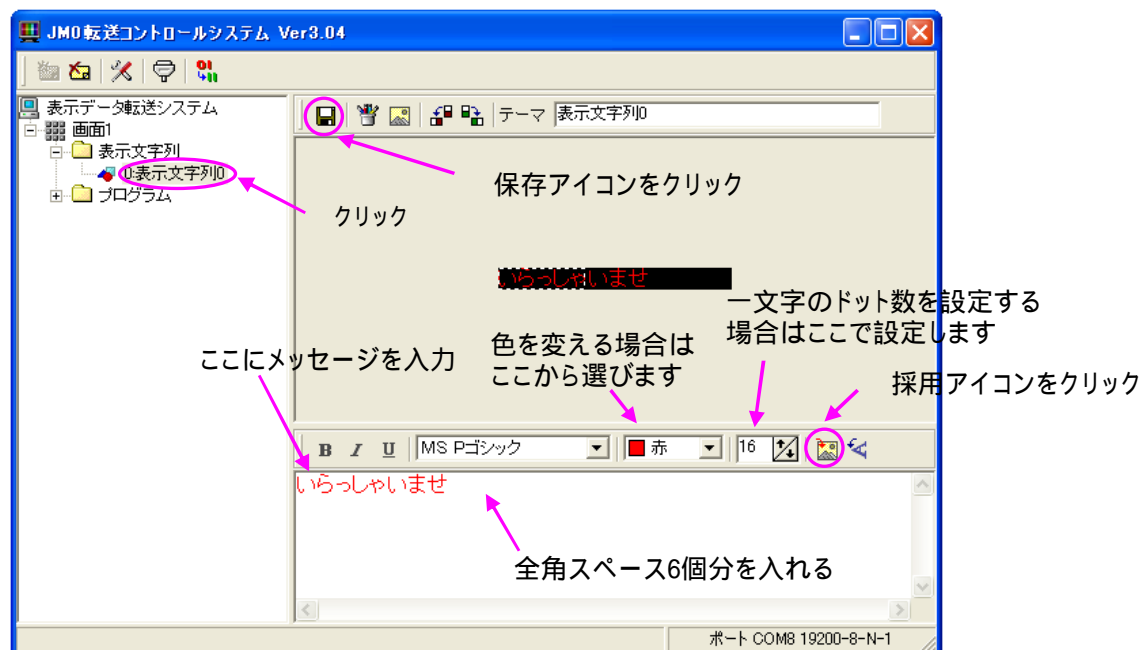 JMO転送コントロールシステム Ver3.04
表示データ転送システム
画面1
表示文字列
0:表示文字列0
プログラム
テーマ 表示文字列0
保存アイコンをクリック
クリック
いらっしゃいませ
一文字のドット数を設定する
場合はここで設定します
色を変える場合は
ここから選びます
ここにメッセージを入力
採用アイコンをクリック
B I U MS Pゴシック 赤 16
いらっしゃいませ
全角スペース6個分を入れる
ポート COM8 19200-8-N-1